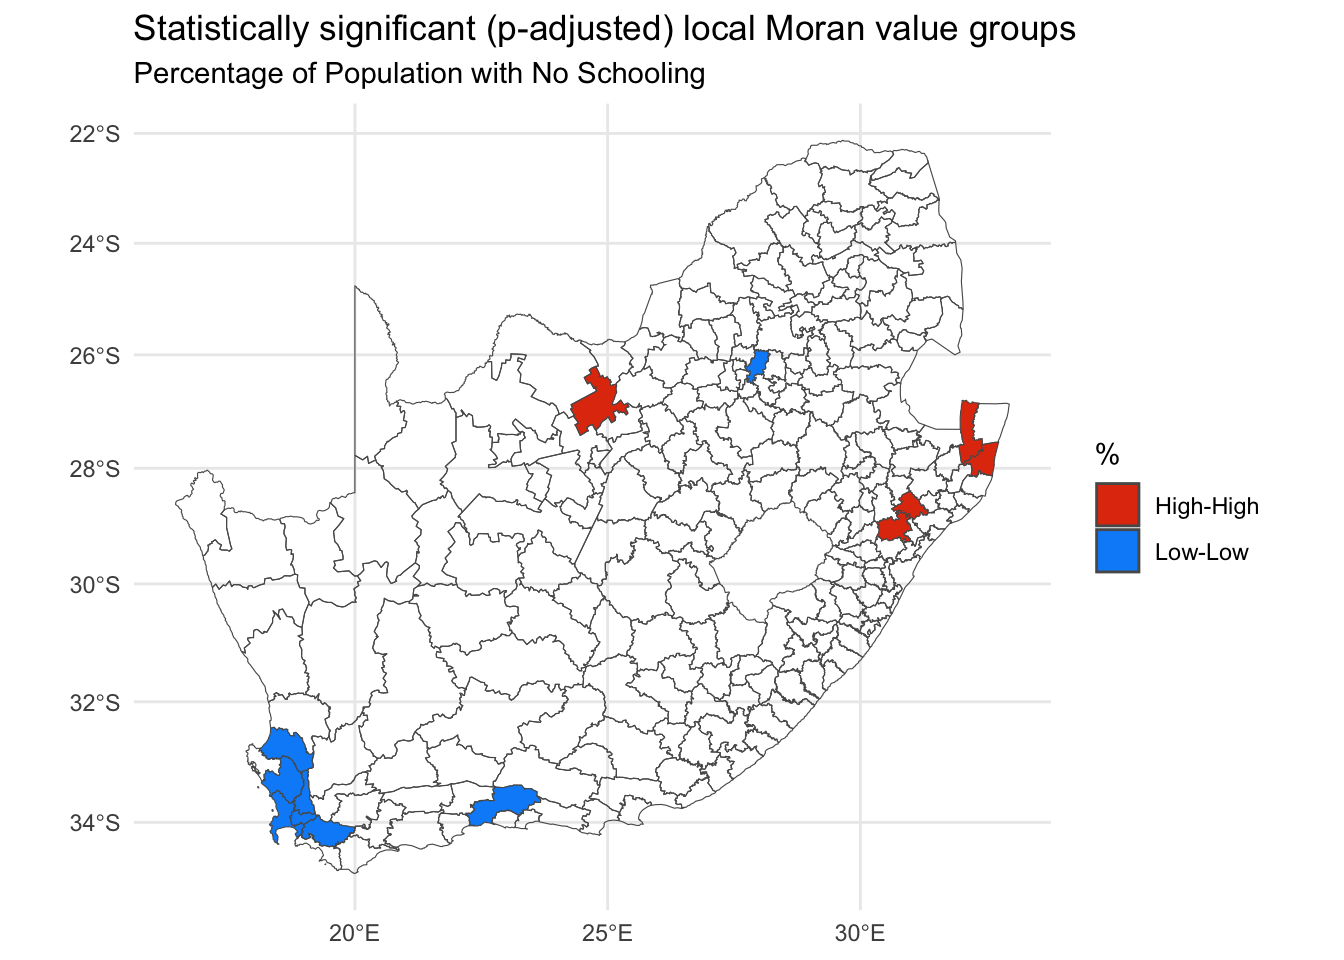 Statistically significant (p-adjusted) local Moran value groups
Percentage of Population with No Schooling
22°S
24°S
26°S
28°S
30°S
32°S
34°S
20°E
25°E
30°E
%
High-High
Low-Low